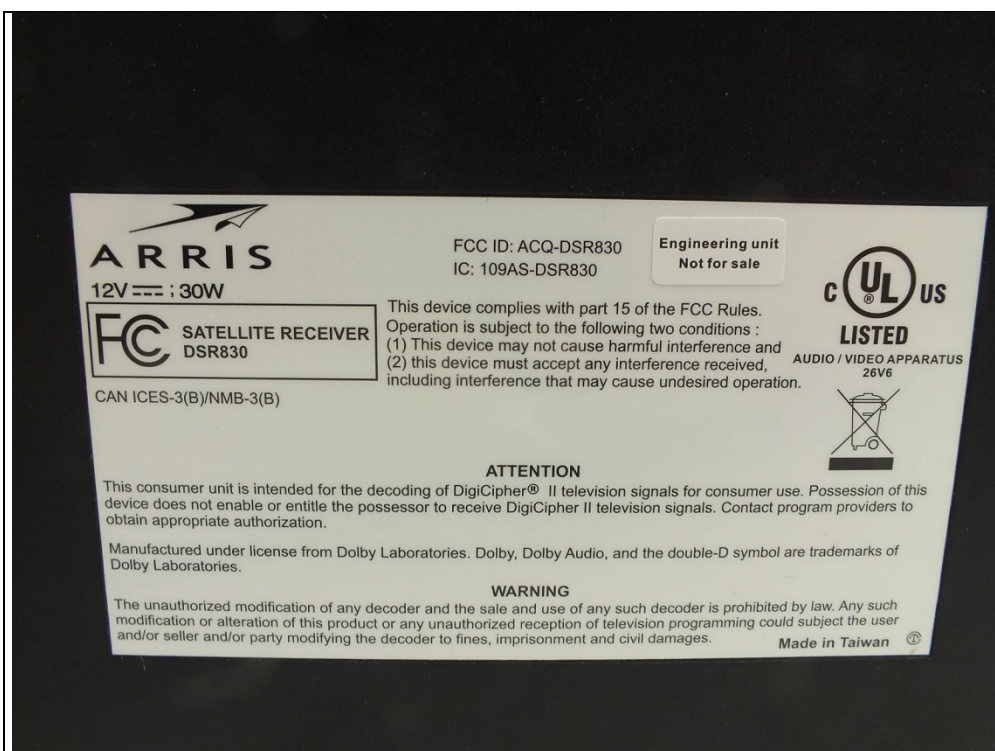 ARRIS
12V ⎓ ; 30W
FC SATELLITE RECEIVER
DSR830
CAN ICES-3(B)/NMB-3(B)
FCC ID: ACQ-DSR830
IC: 109AS-DSR830
Engineering unit
Not for sale
This device complies with part 15 of the FCC Rules.
Operation is subject to the following two conditions :
(1) This device may not cause harmful interference and
(2) this device must accept any interference received,
including interference that may cause undesired operation.
C UL ® US
LISTED
AUDIO / VIDEO APPARATUS
26V6
ATTENTION
This consumer unit is intended for the decoding of DigiCipher® II television signals for consumer use. Possession of this
device does not enable or entitle the possessor to receive DigiCipher II television signals. Contact program providers to
obtain appropriate authorization.
Manufactured under license from Dolby Laboratories. Dolby, Dolby Audio, and the double-D symbol are trademarks of
Dolby Laboratories.
WARNING
The unauthorized modification of any decoder and the sale and use of any such decoder is prohibited by law. Any such
modification or alteration of this product or any unauthorized reception of television programming could subject the user
and/or seller and/or party modifying the decoder to fines, imprisonment and civil damages.
Made in Taiwan Ⓣ